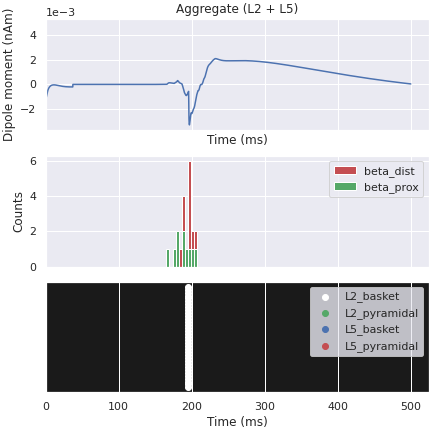 Aggregate (L2 + L5)
1e−3
Dipole moment (nAm)
4
2
0
−2
Time (ms)
Counts
6
4
2
0
beta_dist
beta_prox
L2_basket
L2_pyramidal
L5_basket
L5_pyramidal
0 100 200 300 400 500
Time (ms)